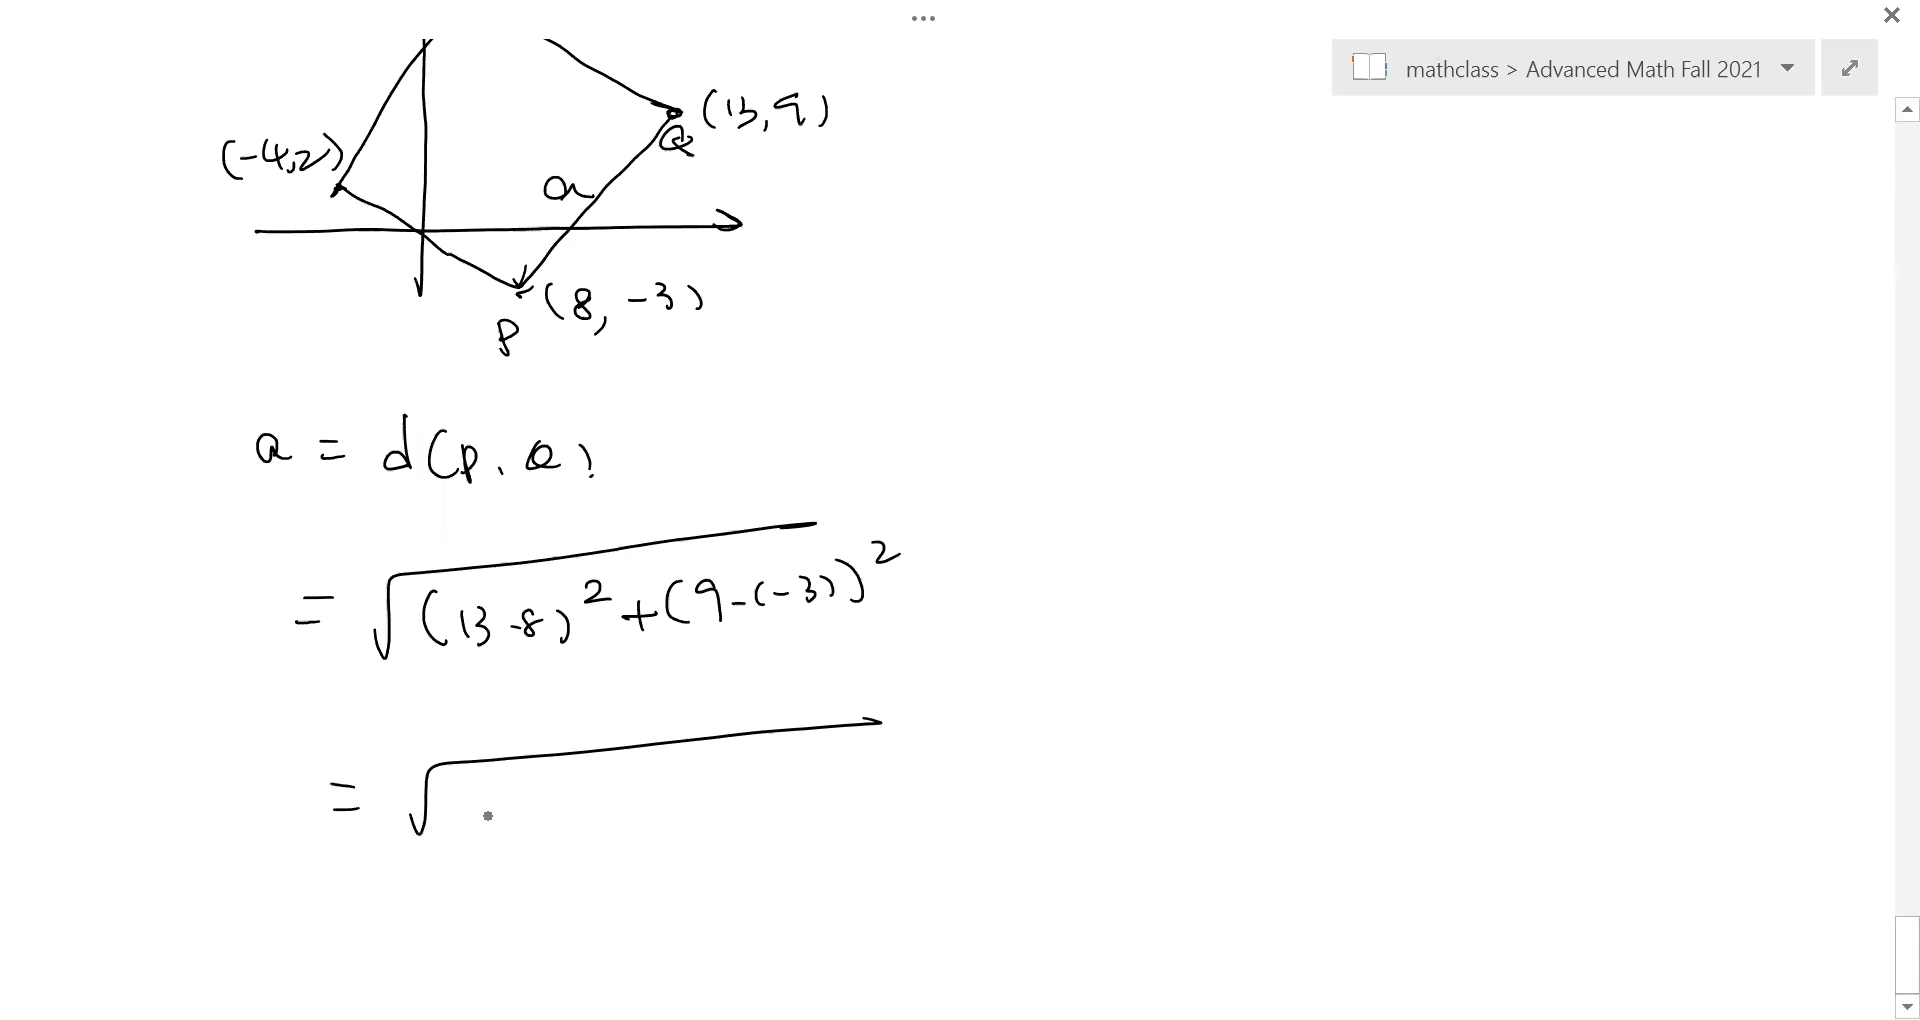 mathclass > Advanced Math Fall 2021
(13, 9)
Q
(-4,2)
a
(8, -3)
P
a = d(P, Q)
= √(13-8)² + (9-(-3))²
= √